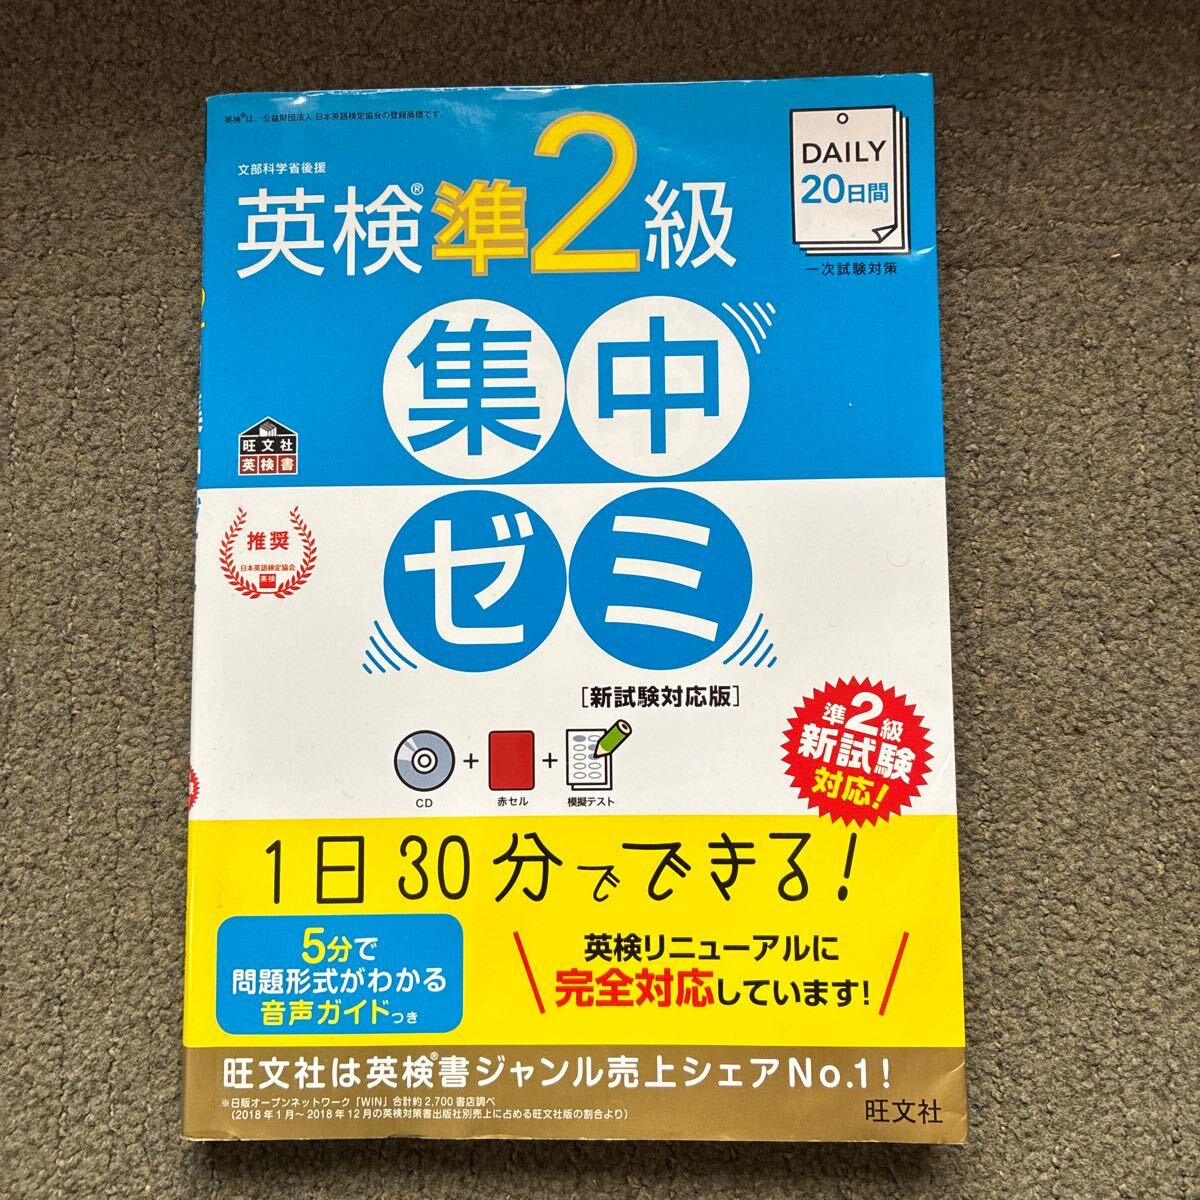 英検®は、公益財団法人 日本英語検定協会の登録商標です。
文部科学省後援
英検®準2級
DAILY
20日間
一次試験対策
集中
ゼミ
旺文社
英検書
推奨
日本英語検定協会
英検
[新試験対応版]
準2級
新試験
対応!
CD + 赤セル + 模擬テスト
1日30分でできる!
5分で
問題形式がわかる
音声ガイドつき
英検リニューアルに
完全対応しています!
旺文社は英検®書ジャンル売上シェアNo.1!
※日販オープンネットワーク「WIN」合計約2,700書店調べ
(2018年1月〜2018年12月の英検対策書出版社別売上に占める旺文社版の割合より)
旺文社